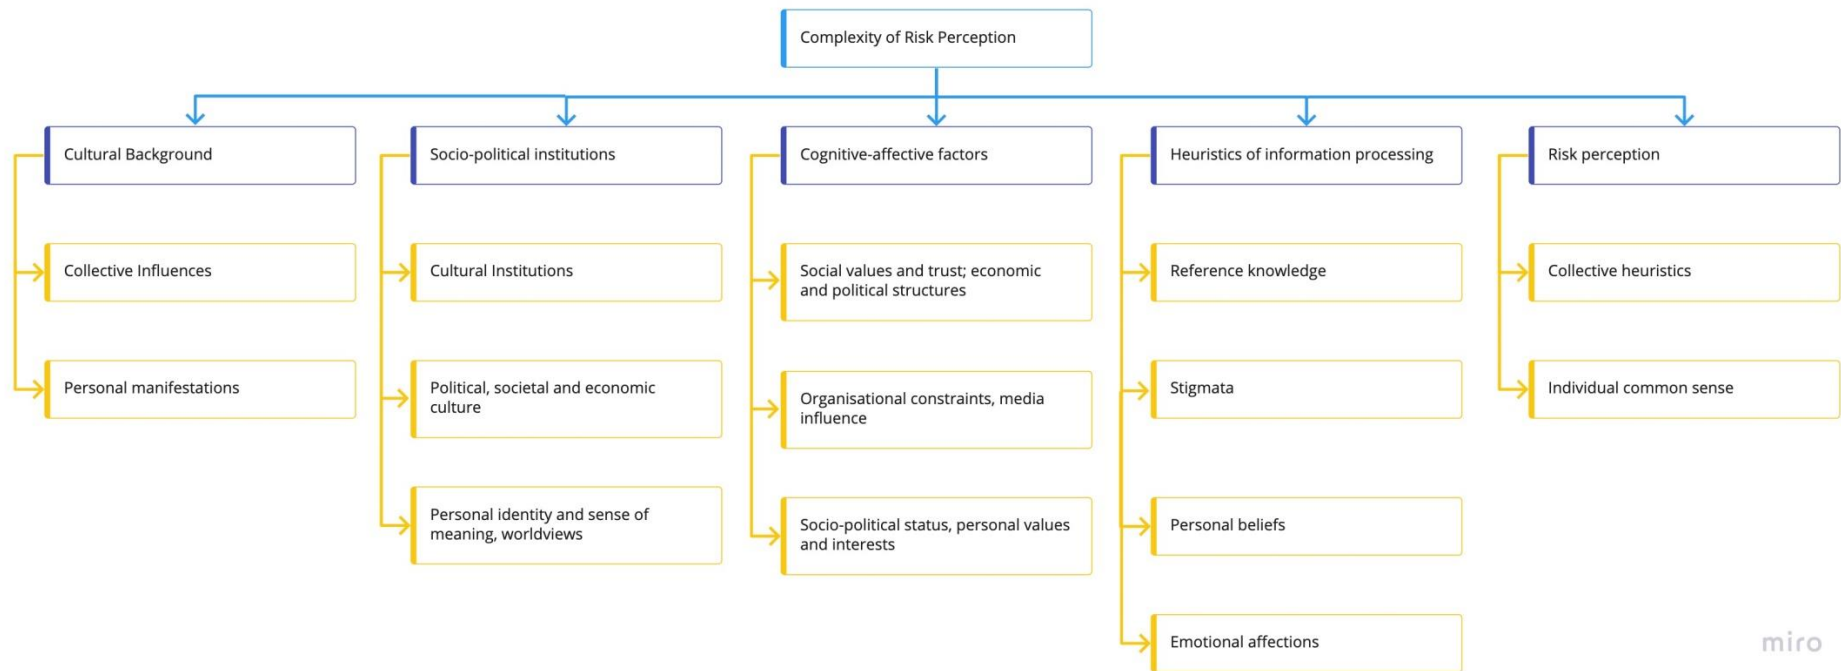 Complexity of Risk Perception
Cultural Background
Socio-political institutions
Cognitive-affective factors
Heuristics of information processing
Risk perception
Collective Influences
Cultural Institutions
Social values and trust; economic
and political structures
Reference knowledge
Collective heuristics
Personal manifestations
Political, societal and economic
culture
Organisational constraints, media
influence
Stigmata
Individual common sense
Personal identity and sense of
meaning, worldviews
Socio-political status, personal values
and interests
Personal beliefs
Emotional affections
miro